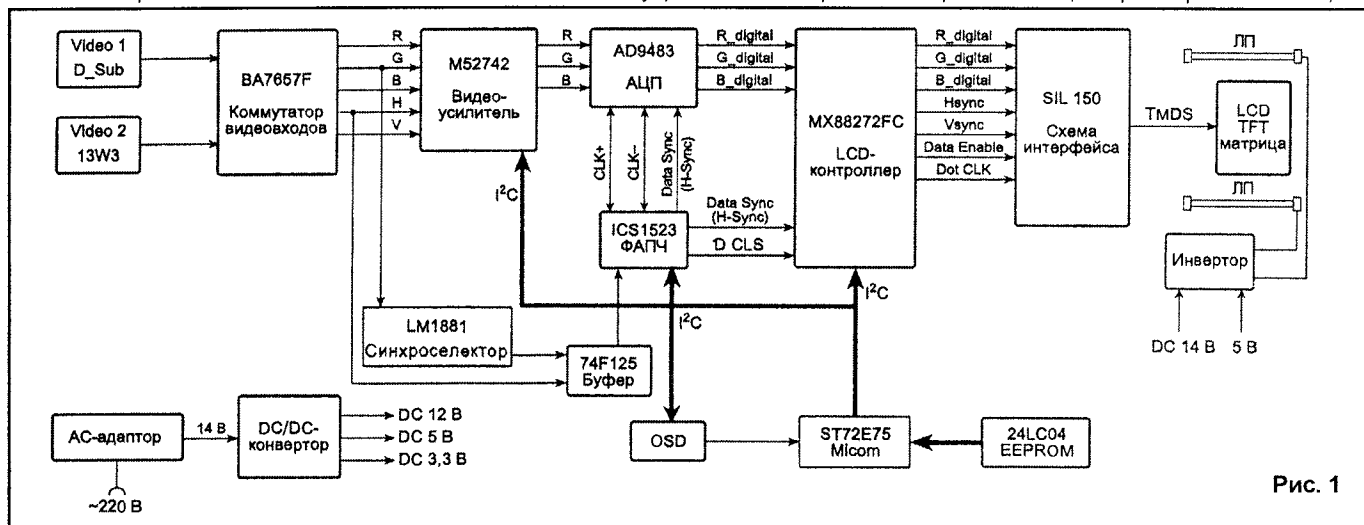 Video 1
D_Sub
Video 2
13W3
BA7657F
Коммутатор
видеовходов
R
G
B
H
V
M52742
Видео-
усилитель
R
G
B
AD9483
АЦП
R_digital
G_digital
B_digital
MX88272FC
LCD-
контроллер
R_digital
G_digital
B_digital
Hsync
Vsync
Data Enable
Dot CLK
SIL 150
Схема
интерфейса
TMDS
LCD
TFT
матрица
ЛП
ЛП
Инвертор
DC 14 В
5 В
CLK+
CLK–
Data Sync
(H-Sync)
ICS1523
ФАПЧ
Data Sync
(H-Sync)
D CLS
I²C
I²C
I²C
LM1881
Синхроселектор
74F125
Буфер
AC-адаптор
~220 В
14 В
DC/DC-
конвертор
DC 12 В
DC 5 В
DC 3,3 В
OSD
ST72E75
Micom
24LC04
EEPROM
Рис. 1